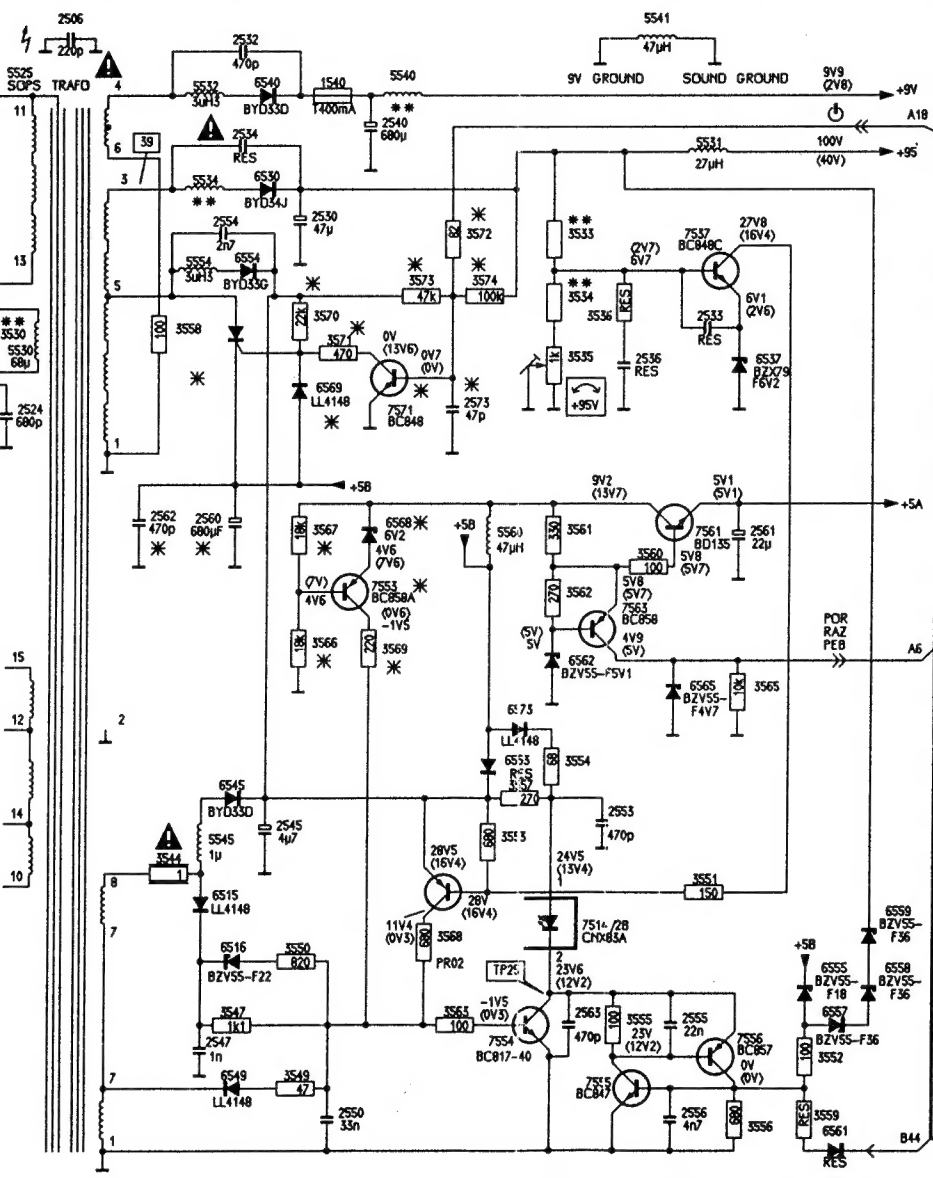 2506
220p
5525
SOPS TRAFO
11
13
4
6
39
3
5
1
2532
470p
5532
3uH3
6540
BYD33D
1540
T400mA
5540
**
2540
680µ
5541
47µH
9V GROUND
SOUND GROUND
9V9
(2V8)
+9V
A18
2534
RES
5534
**
6530
BYD34J
2530
47µ
5531
27µH
100V
(40V)
+95
2554
2n7
5554
3uH3
6554
BYD33G
62
3572
3573
47k
3574
100k
**
3533
**
3534
3535
1k
+95V
(2V7)
6V7
3536
RES
2536
RES
7537
BC848C
27V8
(16V4)
6V1
(2V6)
2533
RES
6537
BZX79
F6V2
**
3530
5530
68µ
2524
680p
100
3558
22k
3570
3571
470
0V
(13V6)
0V7
(0V)
6569
LL4148
7571
BC848
2573
47p
+5B
2562
470p
2560
680µF
18k
3567
6568
6V2
4V6
(7V6)
(7V)
4V6
7553
BC858A
(0V6)
-1V5
18k
3566
220
3569
+5B
5560
47µH
330
3561
270
3562
9V2
(13V7)
5V1
(5V1)
+5A
7561
BD135
2561
22µ
3560
100
5V8
(5V7)
5V8
(5V7)
7563
BC858
4V9
(5V)
(5V)
5V
6562
BZV55-F5V1
6565
BZV55-
F4V7
10k
3565
POR
RAZ
PEB
A6
15
12
14
10
2
6573
LL4148
68
3554
6553
RES
270
2553
470p
680
3553
6545
BYD33D
5545
1µ
2545
4µ7
3544
1
8
7
7
1
6515
LL4148
6516
BZV55-F22
3550
820
3547
1k1
2547
1n
6549
LL4148
3549
47
2550
33n
28V5
(16V4)
28V
(16V4)
11V4
(0V3)
680
3568
PR02
24V5
(13V4)
1
7514/2B
CNX83A
2
23V6
(12V2)
TP25
3551
150
3563
100
-1V5
(0V3)
7554
BC817-40
2563
470p
100
3555
23V
(12V2)
2555
22n
7556
BC857
0V
(0V)
7555
BC847
2556
4n7
680
3556
+5B
6555
BZV55-
F18
6557
BZV55-F36
6559
BZV55-
F36
6558
BZV55-
F36
100
3552
RES
3559
6561
RES
B44